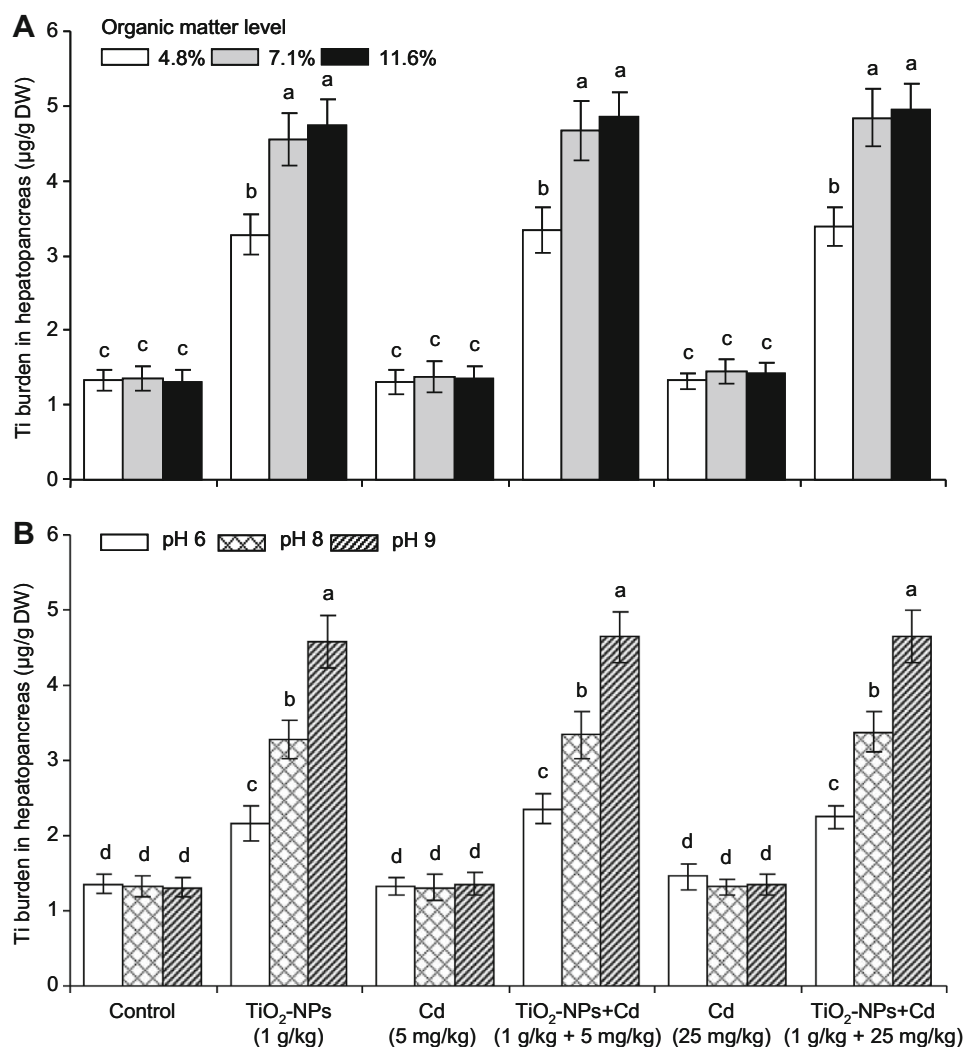 A
Organic matter level
4.8% 7.1% 11.6%
Ti burden in hepatopancreas (µg/g DW)
6
5
4
3
2
1
0
c c c b a a c c c b a a c c c b a a
B
pH 6 pH 8 pH 9
Ti burden in hepatopancreas (µg/g DW)
6
5
4
3
2
1
0
d d d c b a d d d c b a d d d c b a
Control TiO₂-NPs Cd TiO₂-NPs+Cd Cd TiO₂-NPs+Cd
(1 g/kg) (5 mg/kg) (1 g/kg + 5 mg/kg) (25 mg/kg) (1 g/kg + 25 mg/kg)